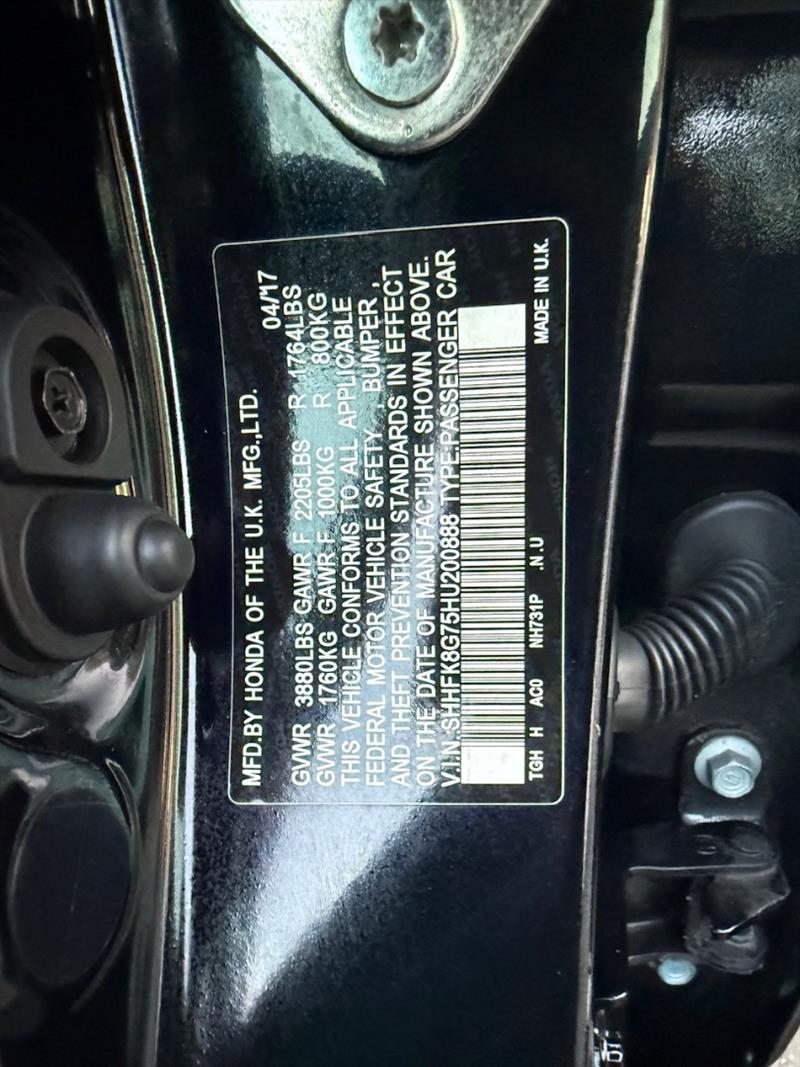 MFD.BY HONDA OF THE U.K. MFG.,LTD. 04/17
GVWR 3880LBS GAWR F 2205LBS R 1764LBS
GVWR 1760KG GAWR F 1000KG R 800KG
THIS VEHICLE CONFORMS TO ALL APPLICABLE
FEDERAL MOTOR VEHICLE SAFETY , BUMPER ,
AND THEFT PREVENTION STANDARDS IN EFFECT
ON THE DATE OF MANUFACTURE SHOWN ABOVE.
V.I.N.SHHFK8G75HU200888 TYPE:PASSENGER CAR
TGH H AC0 NH731P .N.U MADE IN U.K.